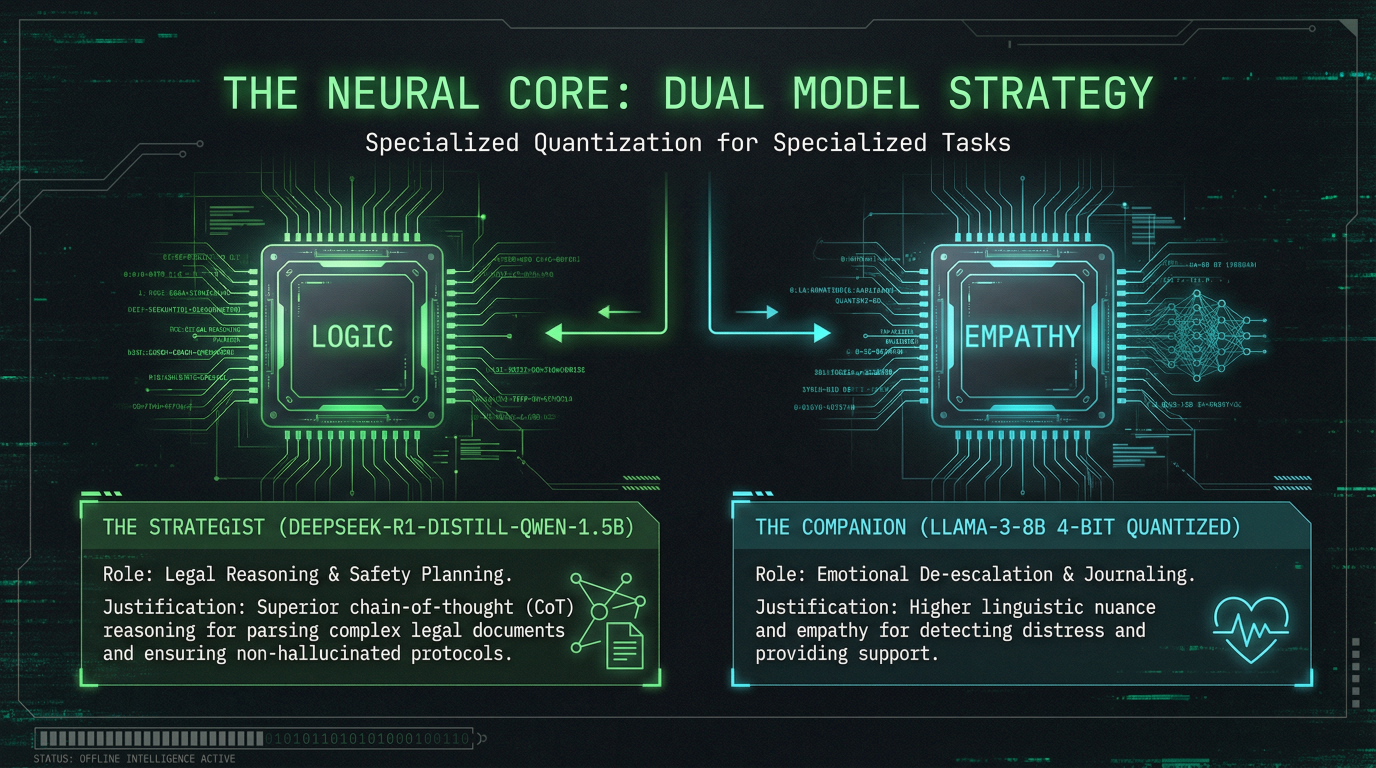 THE NEURAL CORE: DUAL MODEL STRATEGY
Specialized Quantization for Specialized Tasks
LOGIC
EMPATHY
THE STRATEGIST (DEEPSEEK-R1-DISTILL-QWEN-1.5B)
Role: Legal Reasoning & Safety Planning.
Justification: Superior chain-of-thought (CoT)
reasoning for parsing complex legal documents
and ensuring non-hallucinated protocols.
THE COMPANION (LLAMA-3-8B 4-BIT QUANTIZED)
Role: Emotional De-escalation & Journaling.
Justification: Higher linguistic nuance
and empathy for detecting distress and
providing support.
STATUS: OFFLINE INTELLIGENCE ACTIVE